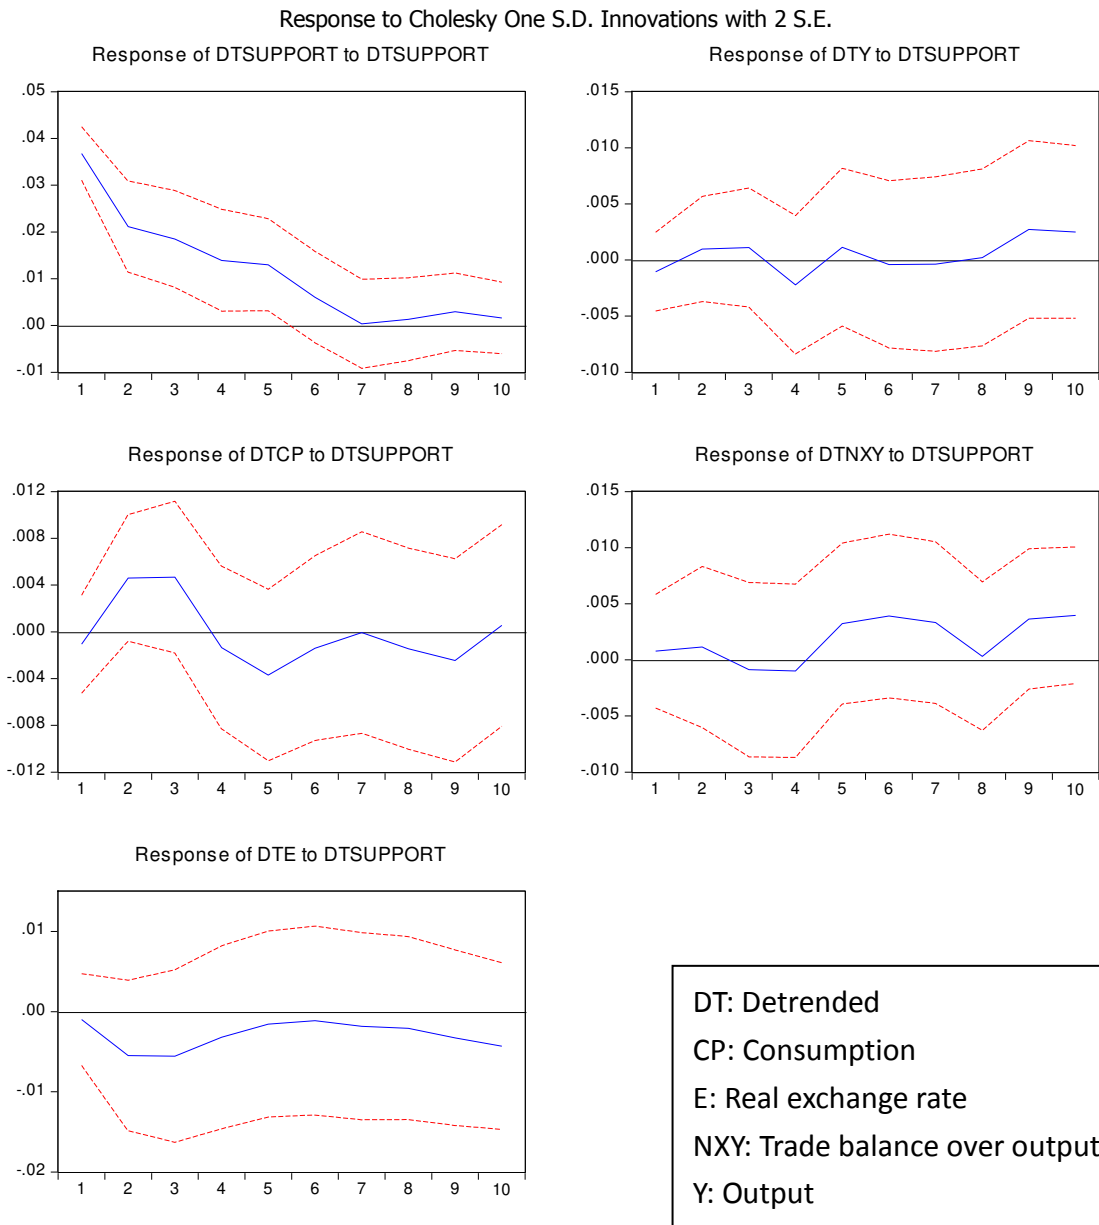 Response to Cholesky One S.D. Innovations with 2 S.E.
Response of DTSUPPORT to DTSUPPORT
.05
.04
.03
.02
.01
.00
-.01
1 2 3 4 5 6 7 8 9 10
Response of DTY to DTSUPPORT
.015
.010
.005
.000
-.005
-.010
1 2 3 4 5 6 7 8 9 10
Response of DTCP to DTSUPPORT
.012
.008
.004
.000
-.004
-.008
-.012
1 2 3 4 5 6 7 8 9 10
Response of DTNXY to DTSUPPORT
.015
.010
.005
.000
-.005
-.010
1 2 3 4 5 6 7 8 9 10
Response of DTE to DTSUPPORT
.01
.00
-.01
-.02
1 2 3 4 5 6 7 8 9 10
DT: Detrended
CP: Consumption
E: Real exchange rate
NXY: Trade balance over output
Y: Output